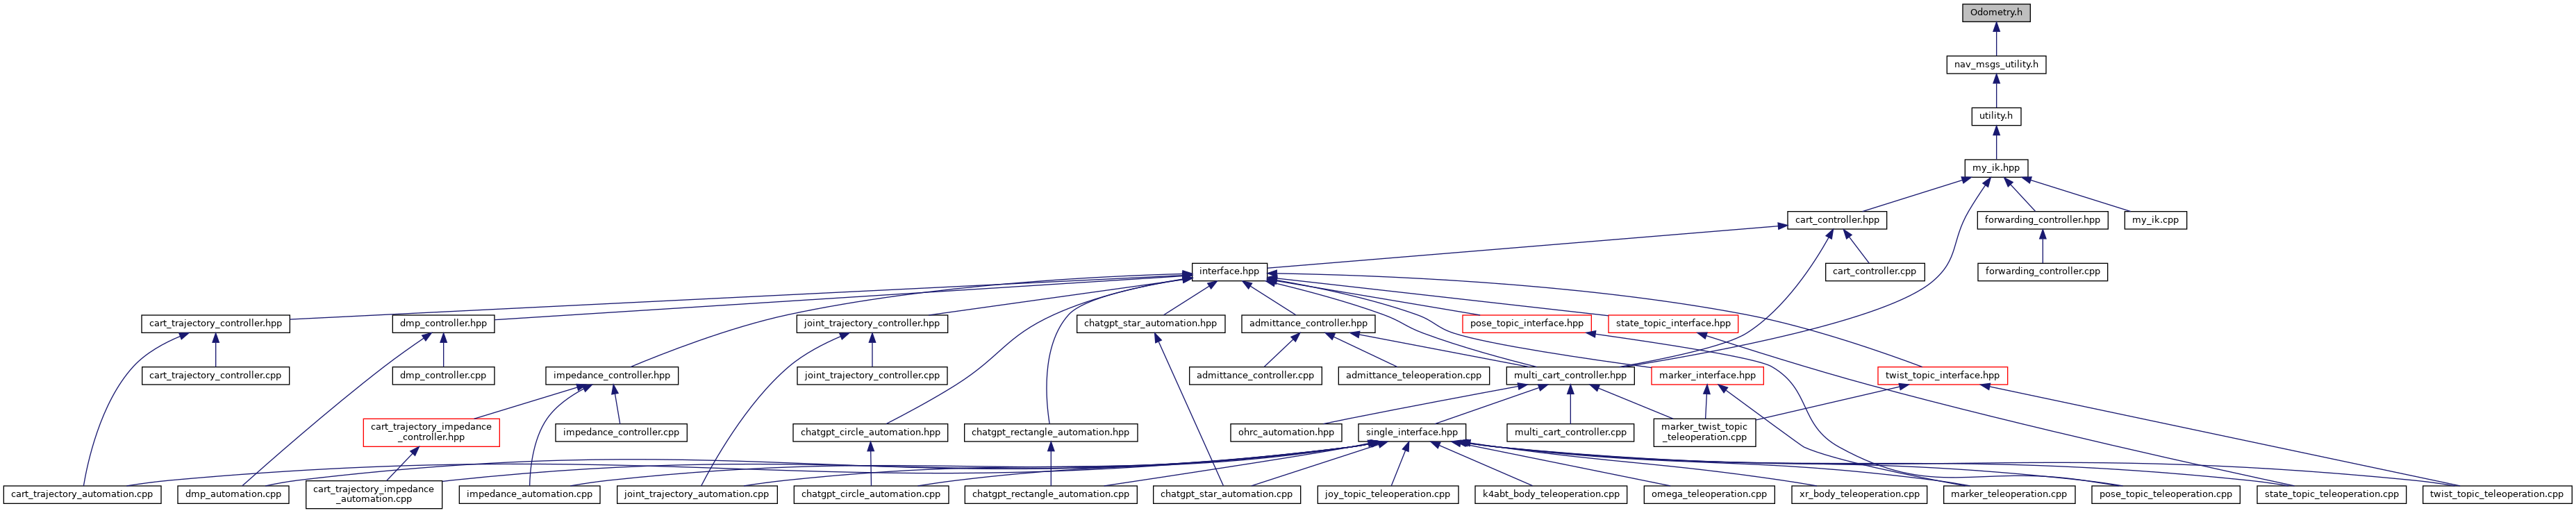 Odometry.h
nav_msgs_utility.h
utility.h
my_ik.hpp
cart_controller.hpp
forwarding_controller.hpp
my_ik.cpp
interface.hpp
cart_controller.cpp
forwarding_controller.cpp
cart_trajectory_controller.hpp
dmp_controller.hpp
joint_trajectory_controller.hpp
chatgpt_star_automation.hpp
admittance_controller.hpp
pose_topic_interface.hpp
state_topic_interface.hpp
cart_trajectory_controller.cpp
dmp_controller.cpp
impedance_controller.hpp
joint_trajectory_controller.cpp
admittance_controller.cpp
admittance_teleoperation.cpp
multi_cart_controller.hpp
marker_interface.hpp
twist_topic_interface.hpp
cart_trajectory_impedance
_controller.hpp
impedance_controller.cpp
chatgpt_circle_automation.hpp
chatgpt_rectangle_automation.hpp
ohrc_automation.hpp
single_interface.hpp
multi_cart_controller.cpp
marker_twist_topic
_teleoperation.cpp
cart_trajectory_automation.cpp
dmp_automation.cpp
cart_trajectory_impedance
_automation.cpp
impedance_automation.cpp
joint_trajectory_automation.cpp
chatgpt_circle_automation.cpp
chatgpt_rectangle_automation.cpp
chatgpt_star_automation.cpp
joy_topic_teleoperation.cpp
k4abt_body_teleoperation.cpp
omega_teleoperation.cpp
xr_body_teleoperation.cpp
marker_teleoperation.cpp
pose_topic_teleoperation.cpp
state_topic_teleoperation.cpp
twist_topic_teleoperation.cpp